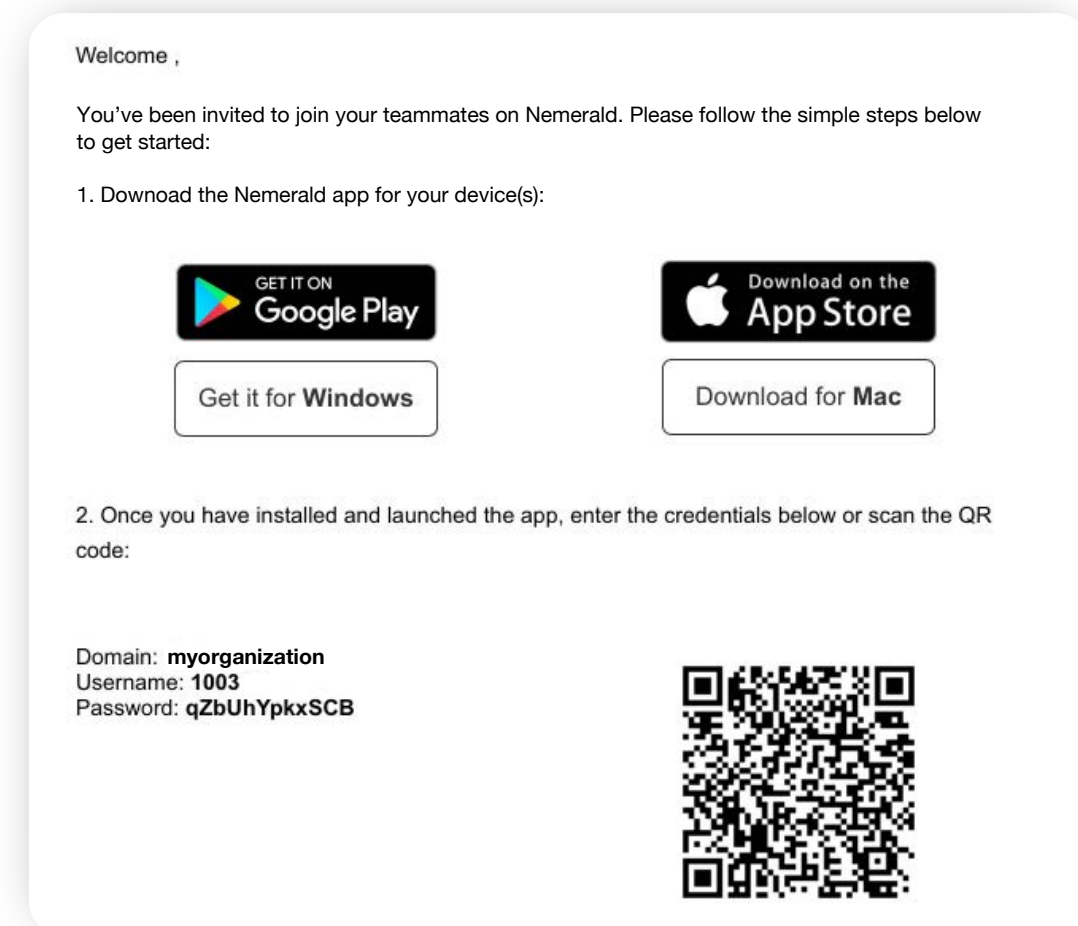 Welcome ,
You’ve been invited to join your teammates on Nemerald. Please follow the simple steps below
to get started:
1. Downoad the Nemerald app for your device(s):
GET IT ON
Google Play
Download on the
App Store
Get it for Windows
Download for Mac
2. Once you have installed and launched the app, enter the credentials below or scan the QR
code:
Domain: myorganization
Username: 1003
Password: qZbUhYpkxSCB